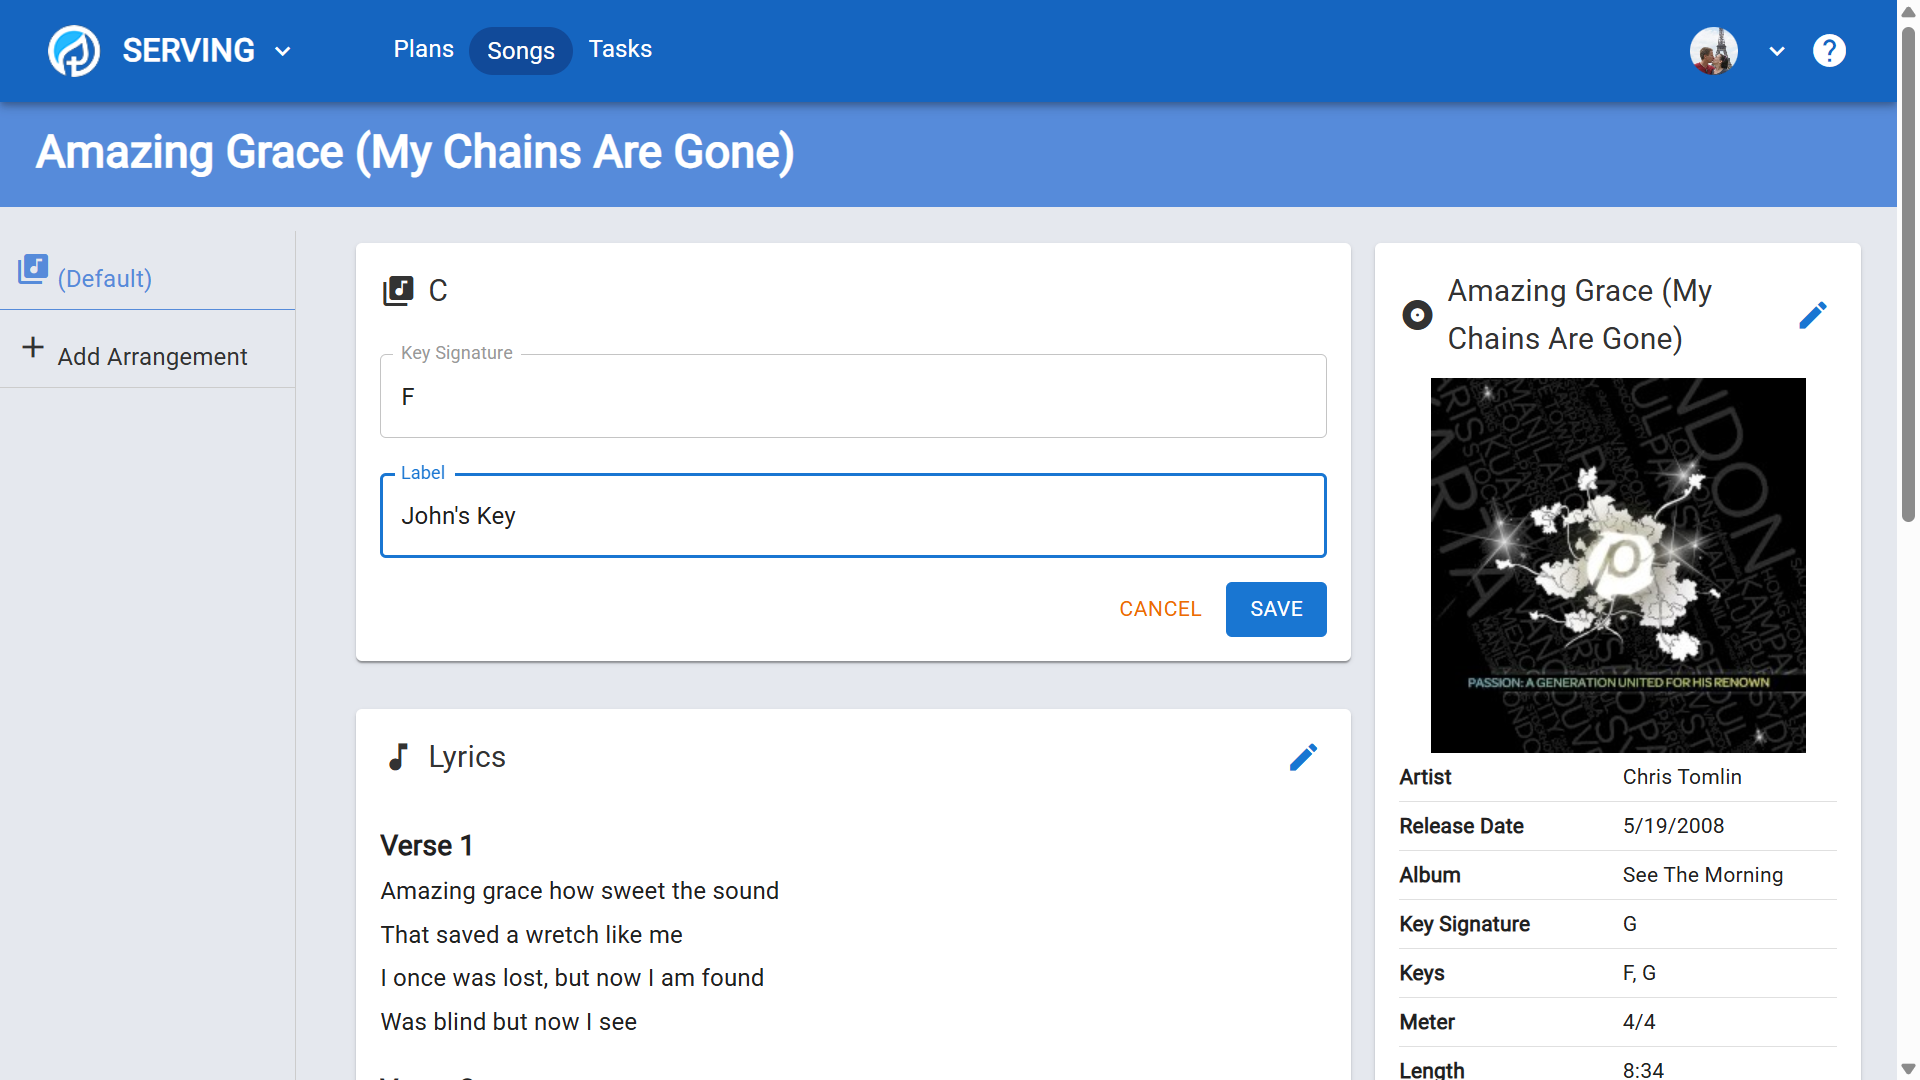 SERVING
Plans
Songs
Tasks
?
Amazing Grace (My Chains Are Gone)
(Default)
+ Add Arrangement
C
Key Signature
F
Label
John's Key
CANCEL
SAVE
Lyrics
Verse 1
Amazing grace how sweet the sound
That saved a wretch like me
I once was lost, but now I am found
Was blind but now I see
Amazing Grace (My
Chains Are Gone)
PASSION: A GENERATION UNITED FOR HIS RENOWN
Artist Chris Tomlin
Release Date 5/19/2008
Album See The Morning
Key Signature G
Keys F, G
Meter 4/4
Length 8:34